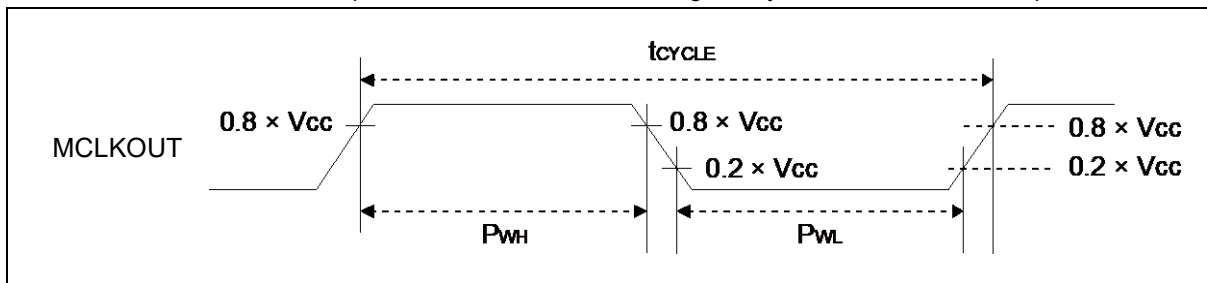 tCYCLE
0.8 × Vcc
0.8 × Vcc
0.8 × Vcc
MCLKOUT
0.2 × Vcc
0.2 × Vcc
PWH
PWL